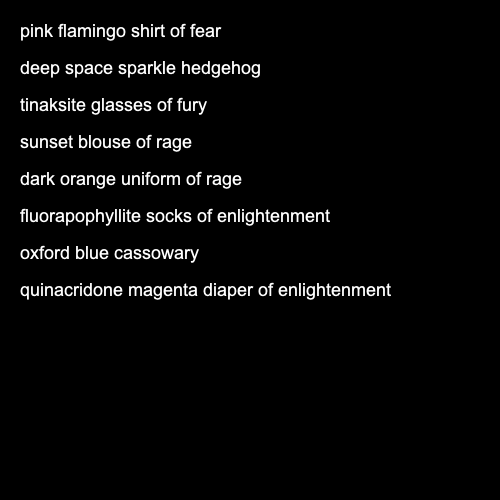 pink flamingo shirt of fear
deep space sparkle hedgehog
tinaksite glasses of fury
sunset blouse of rage
dark orange uniform of rage
fluorapophyllite socks of enlightenment
oxford blue cassowary
quinacridone magenta diaper of enlightenment